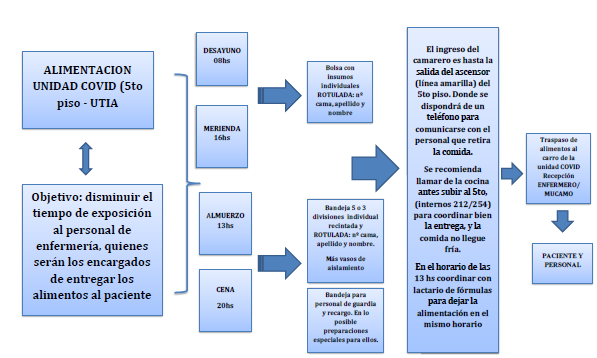 ALIMENTACION
UNIDAD COVID (5to
piso - UTIA
Objetivo: disminuir el
tiempo de exposición
al personal de
enfermería, quienes
serán los encargados
de entregar los
alimentos al paciente
DESAYUNO
08hs
MERIENDA
16hs
ALMUERZO
13hs
CENA
20hs
Bolsa con
insumos
individuales
ROTULADA: nº
cama, apellido y
nombre
Bandeja 5 o 3
divisiones individual
recintada y
ROTULADA: nº cama,
apellido y nombre.
Más vasos de
aislamiento
Bandeja para
personal de guardia
y recargo. En lo
posible
preparaciones
especiales para ellos.
El ingreso del
camarero es hasta la
salida del ascensor
(línea amarilla) del
5to piso. Donde se
dispondrá de un
teléfono para
comunicarse con el
personal que retira
la comida.
Se recomienda
llamar de la cocina
antes subir al 5to,
(internos 212/254)
para coordinar bien
la entrega, y la
comida no llegue
fría.
En el horario de las
13 hs coordinar con
lactario de fórmulas
para dejar la
alimentación en el
mismo horario
Traspaso de
alimentos al
carro de la
unidad COVID
Recepción
ENFERMERO/
MUCAMO
PACIENTE Y
PERSONAL